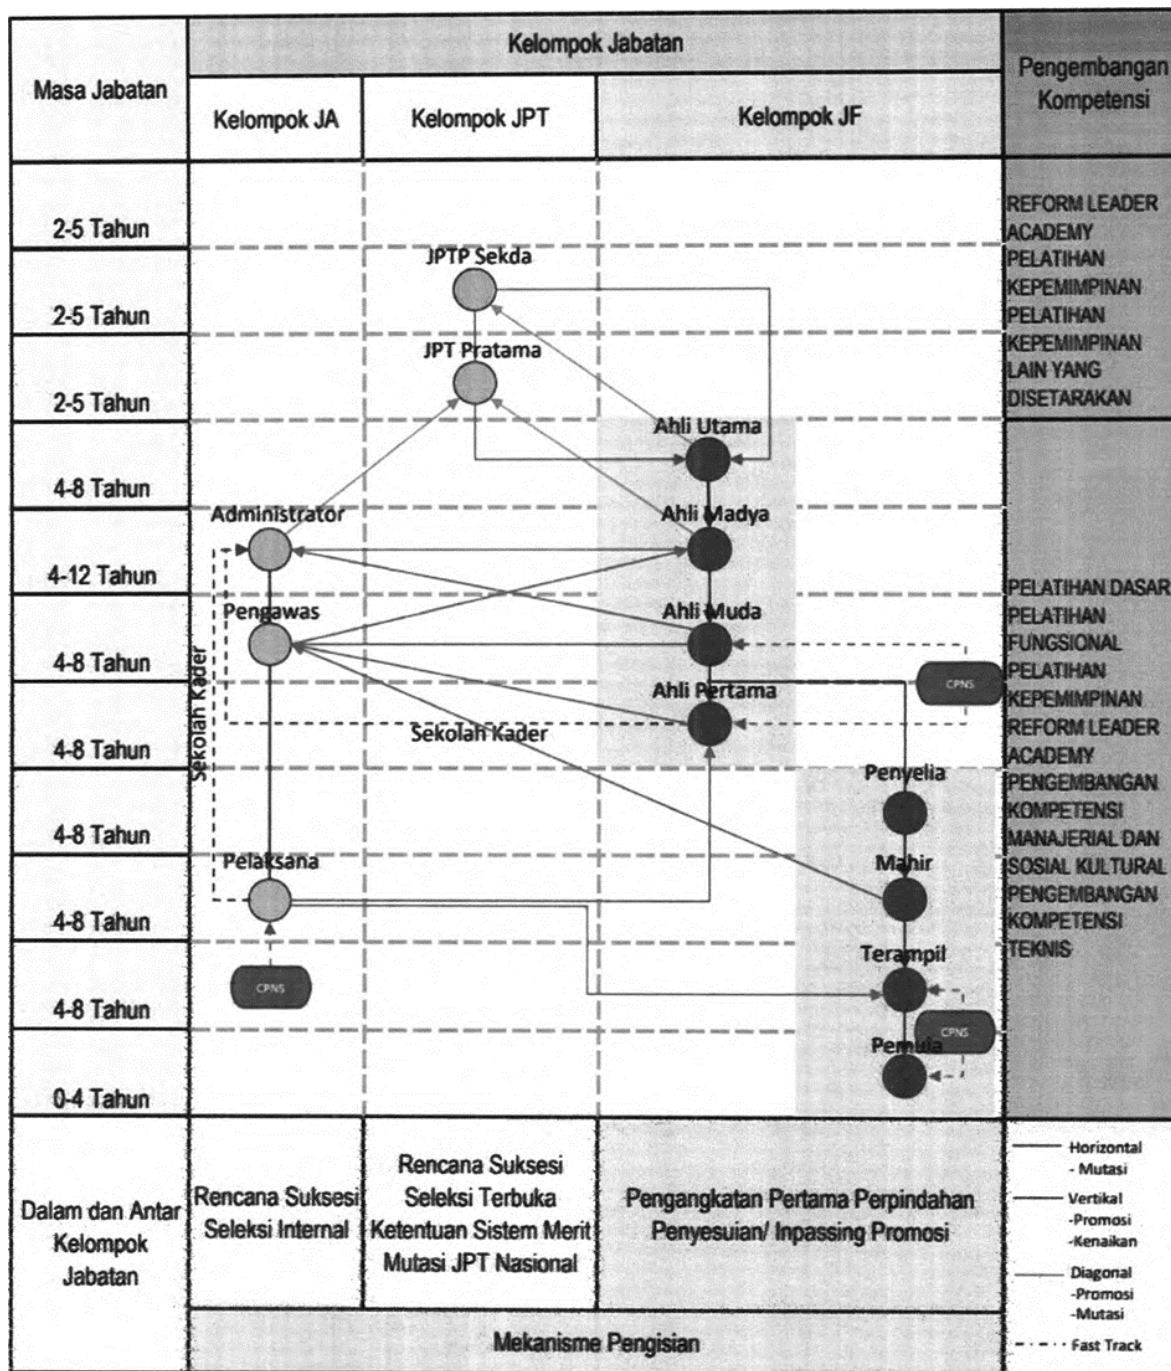 Masa Jabatan
Kelompok Jabatan
Pengembangan
Kompetensi
Kelompok JA
Kelompok JPT
Kelompok JF
2-5 Tahun
2-5 Tahun
2-5 Tahun
4-8 Tahun
4-12 Tahun
4-8 Tahun
4-8 Tahun
4-8 Tahun
4-8 Tahun
4-8 Tahun
0-4 Tahun
JPTP Sekda
JPT Pratama
Ahli Utama
Administrator
Ahli Madya
Pengawas
Ahli Muda
CPNS
Ahli Pertama
Sekolah Kader
Sekolah Kader
Penyelia
Pelaksana
Mahir
CPNS
Terampil
CPNS
Pemula
REFORM LEADER
ACADEMY
PELATIHAN
KEPEMIMPINAN
PELATIHAN
KEPEMIMPINAN
LAIN YANG
DISETARAKAN
PELATIHAN DASAR
PELATIHAN
FUNGSIONAL
PELATIHAN
KEPEMIMPINAN
REFORM LEADER
ACADEMY
PENGEMBANGAN
KOMPETENSI
MANAJERIAL DAN
SOSIAL KULTURAL
PENGEMBANGAN
KOMPETENSI
TEKNIS
Dalam dan Antar
Kelompok
Jabatan
Rencana Suksesi
Seleksi Internal
Rencana Suksesi
Seleksi Terbuka
Ketentuan Sistem Merit
Mutasi JPT Nasional
Pengangkatan Pertama Perpindahan
Penyesuian/ Inpassing Promosi
Mekanisme Pengisian
Horizontal
- Mutasi
Vertikal
-Promosi
-Kenaikan
Diagonal
-Promosi
-Mutasi
Fast Track